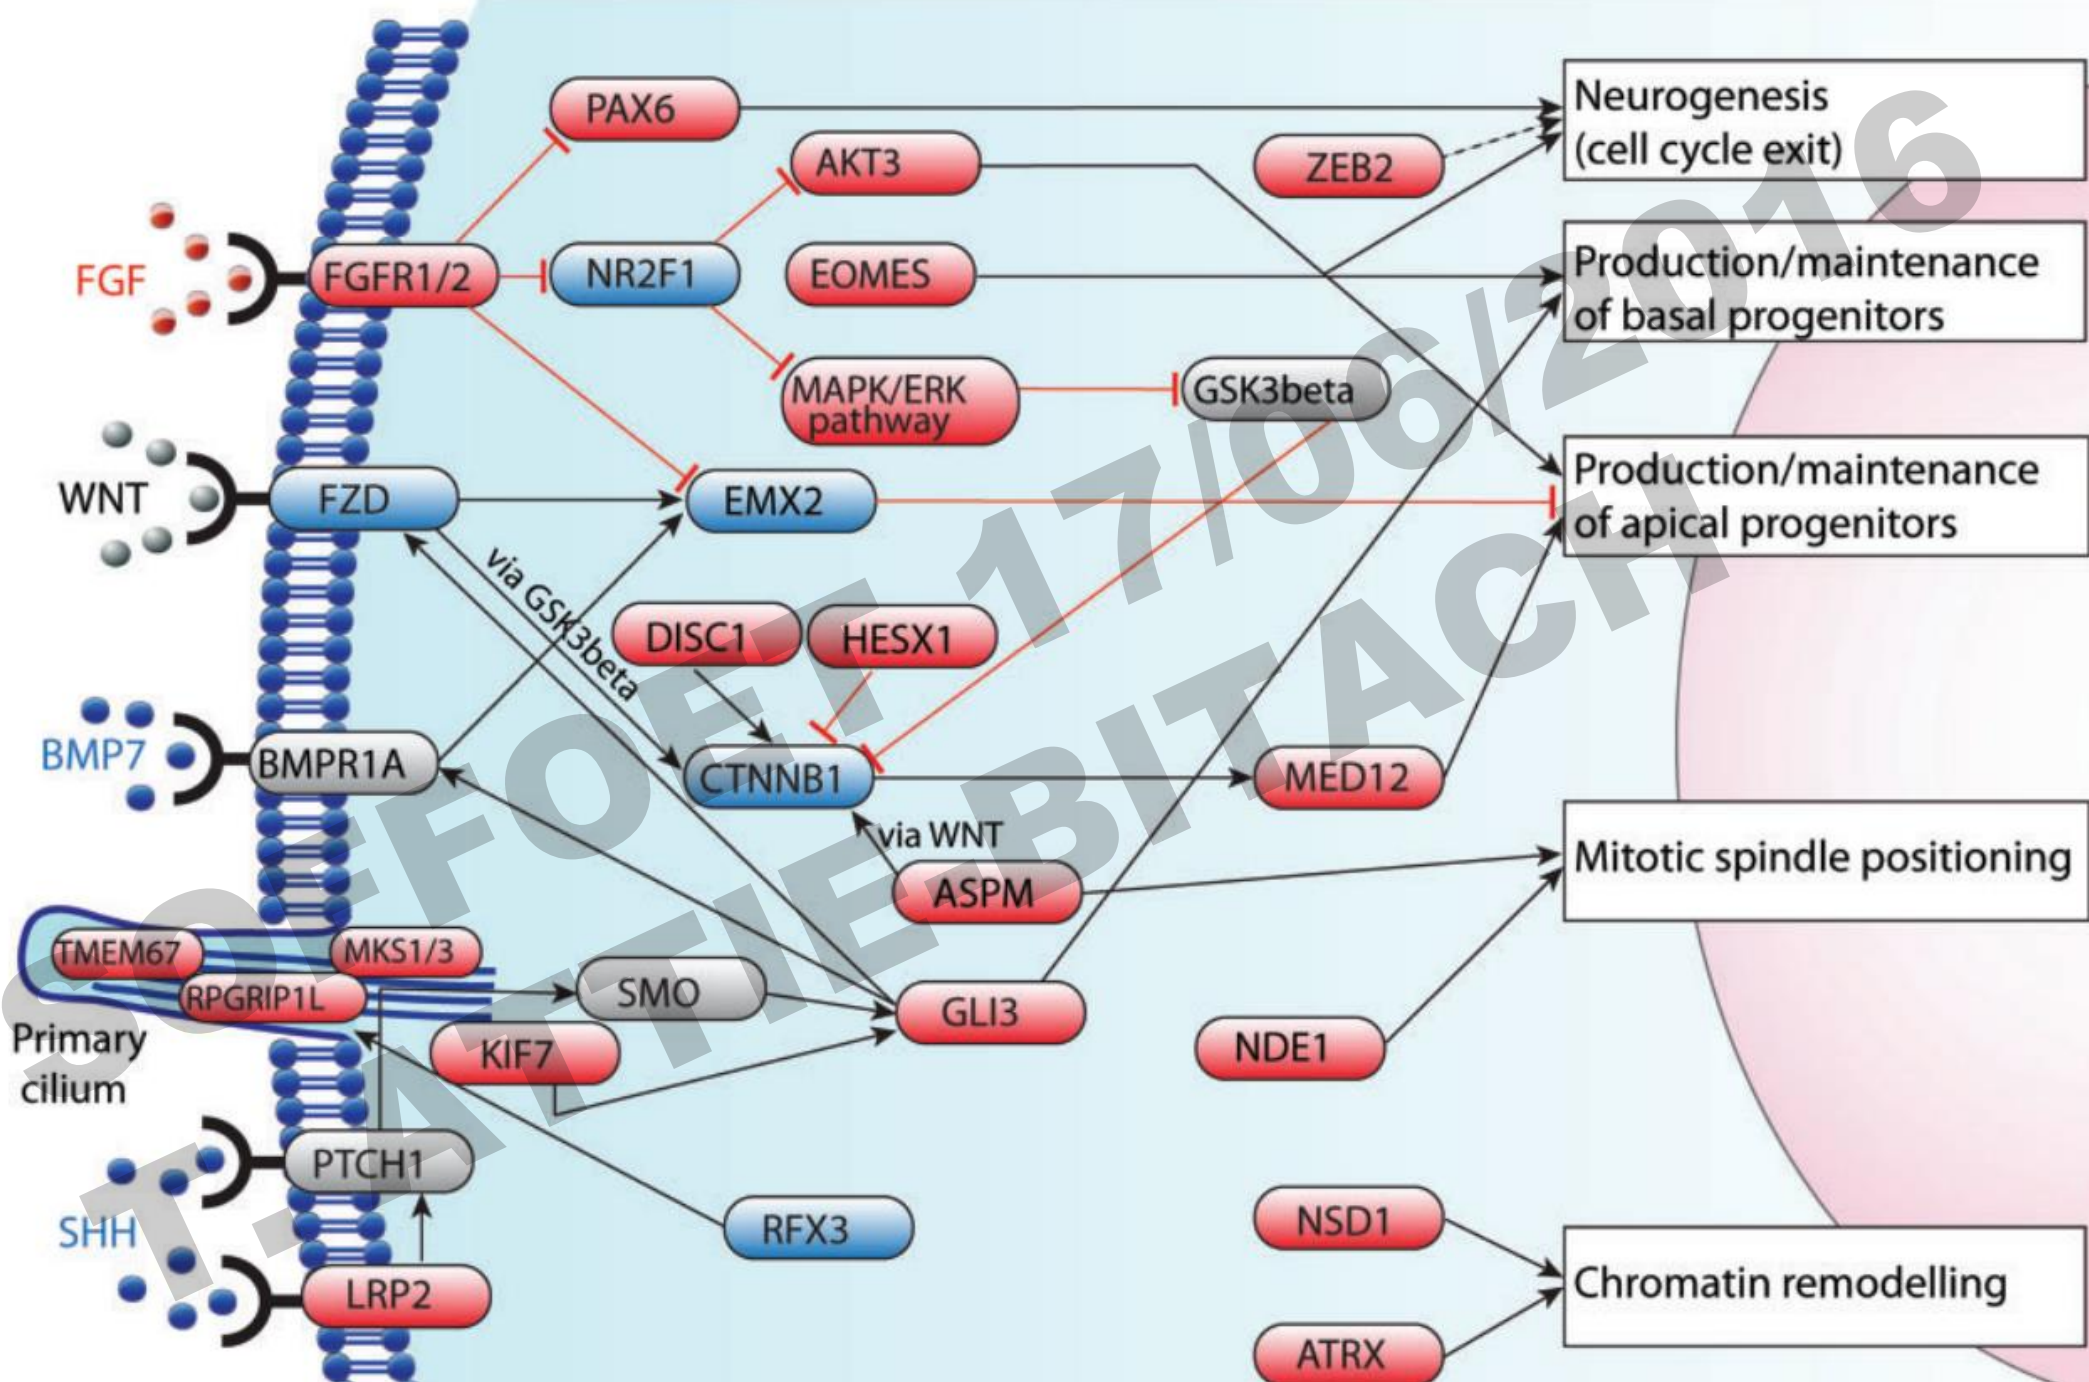 PAX6
Neurogenesis
(cell cycle exit)
AKT3
ZEB2
FGF
FGFR1/2
NR2F1
EOMES
Production/maintenance
of basal progenitors
MAPK/ERK
pathway
GSK3beta
WNT
FZD
EMX2
Production/maintenance
of apical progenitors
via GSK3beta
DISC1
HESX1
BMP7
BMPR1A
CTNNB1
MED12
via WNT
ASPM
Mitotic spindle positioning
TMEM67
MKS1/3
RPGRIP1L
SMO
GLI3
Primary
cilium
KIF7
NDE1
PTCH1
SHH
RFX3
NSD1
LRP2
Chromatin remodelling
ATRX
SOFFOET 17/06/2016
T-ATTIE-BITACH